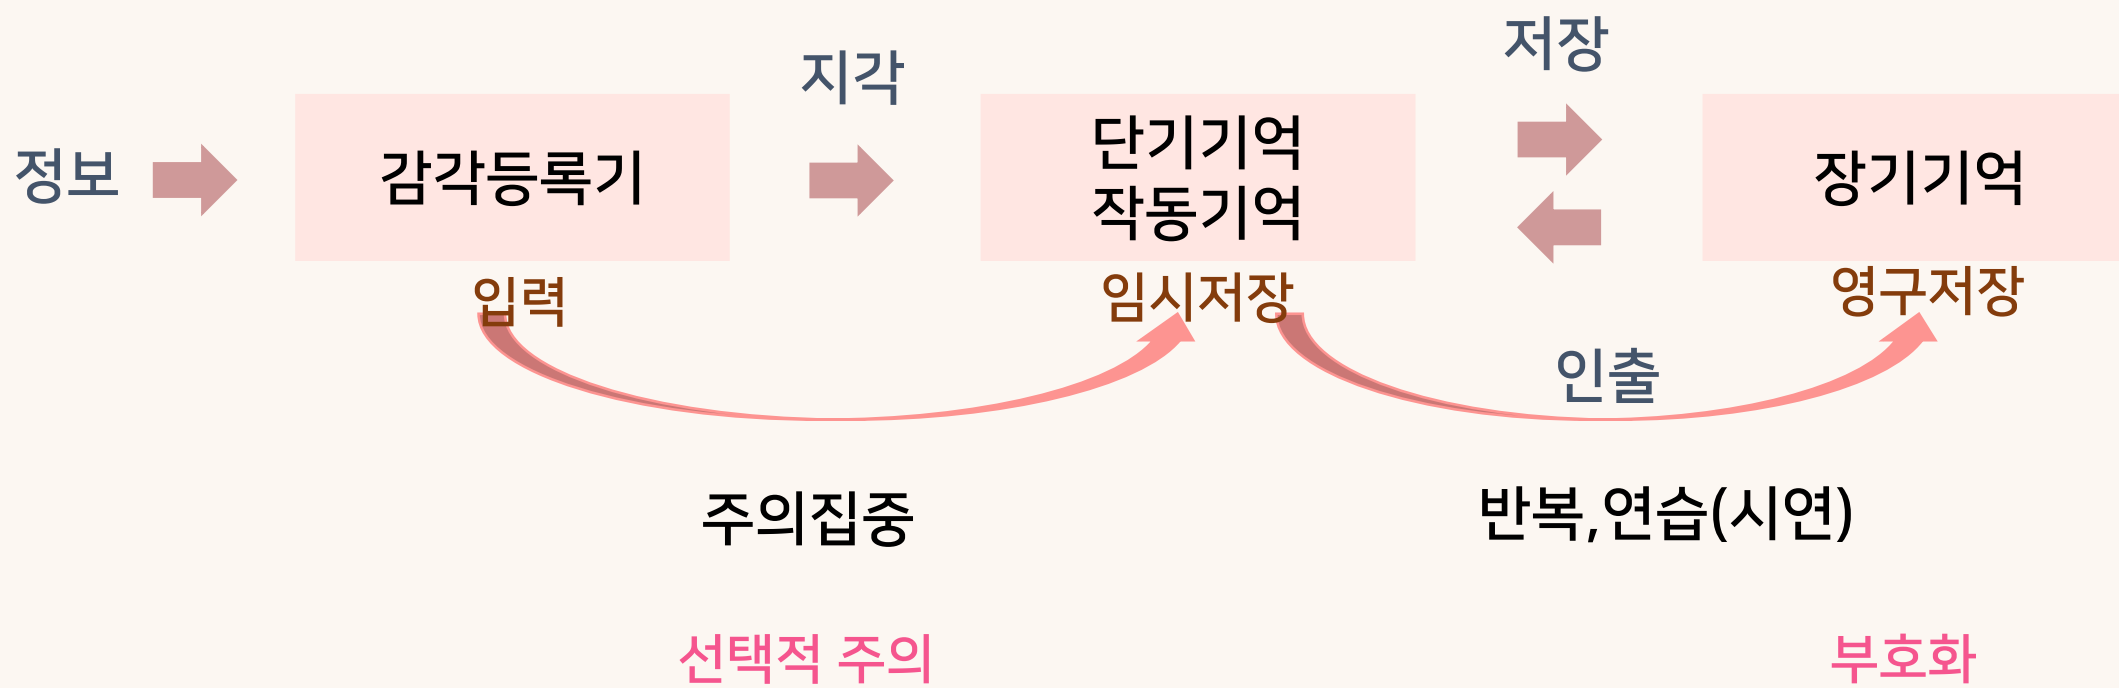 정보
감각등록기
입력
지각
단기기억
작동기억
임시저장
저장
인출
장기기억
영구저장
주의집중
반복,연습(시연)
선택적 주의
부호화